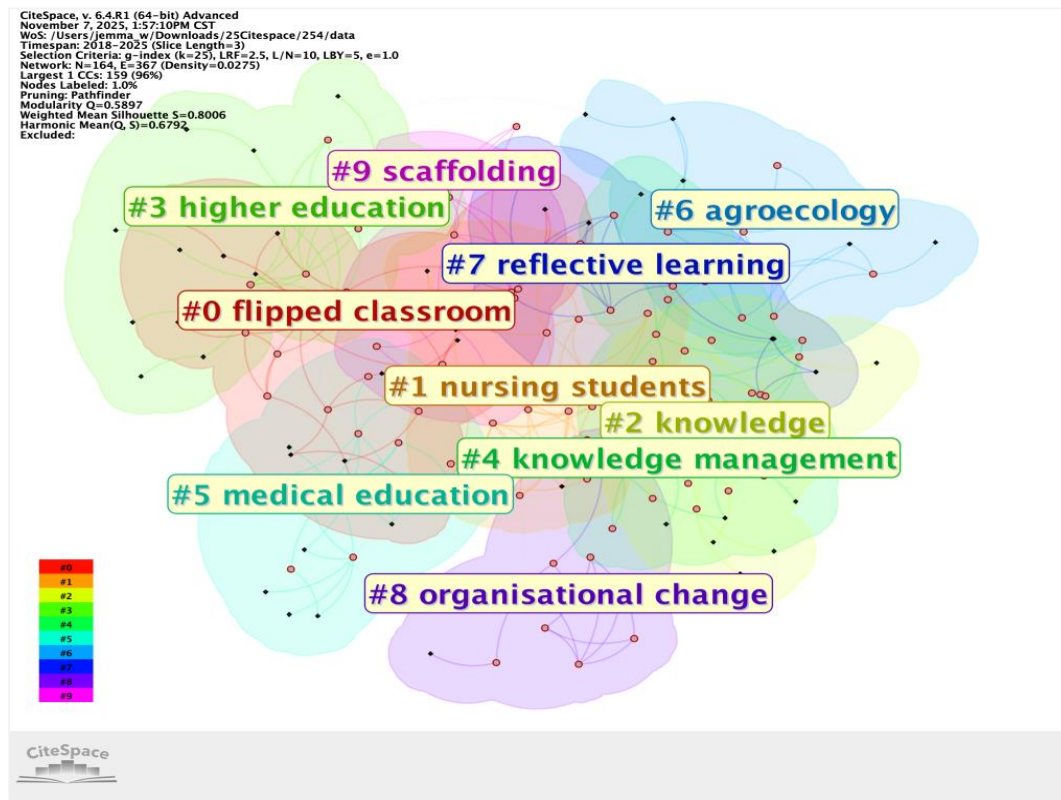 CiteSpace, v. 6.4.R1 (64-bit) Advanced
November 7, 2025, 1:57:10PM CST
WoS: /Users/jemma_w/Downloads/25Citespace/254/data
Timespan: 2018-2025 (Slice Length=3)
Selection Criteria: g-index (k=25), LRF=2.5, L/N=10, LBY=5, e=1.0
Network: N=164, E=367 (Density=0.0275)
Largest 1 CCs: 159 (96%)
Nodes Labeled: 1.0%
Pruning: Pathfinder
Modularity Q=0.5897
Weighted Mean Silhouette S=0.8006
Harmonic Mean(Q, S)=0.6792
Excluded:
#9 scaffolding
#3 higher education
#6 agroecology
#7 reflective learning
#0 flipped classroom
#1 nursing students
#2 knowledge
#4 knowledge management
#5 medical education
#8 organisational change
#0
#1
#2
#3
#4
#5
#6
#7
#8
#9
CiteSpace